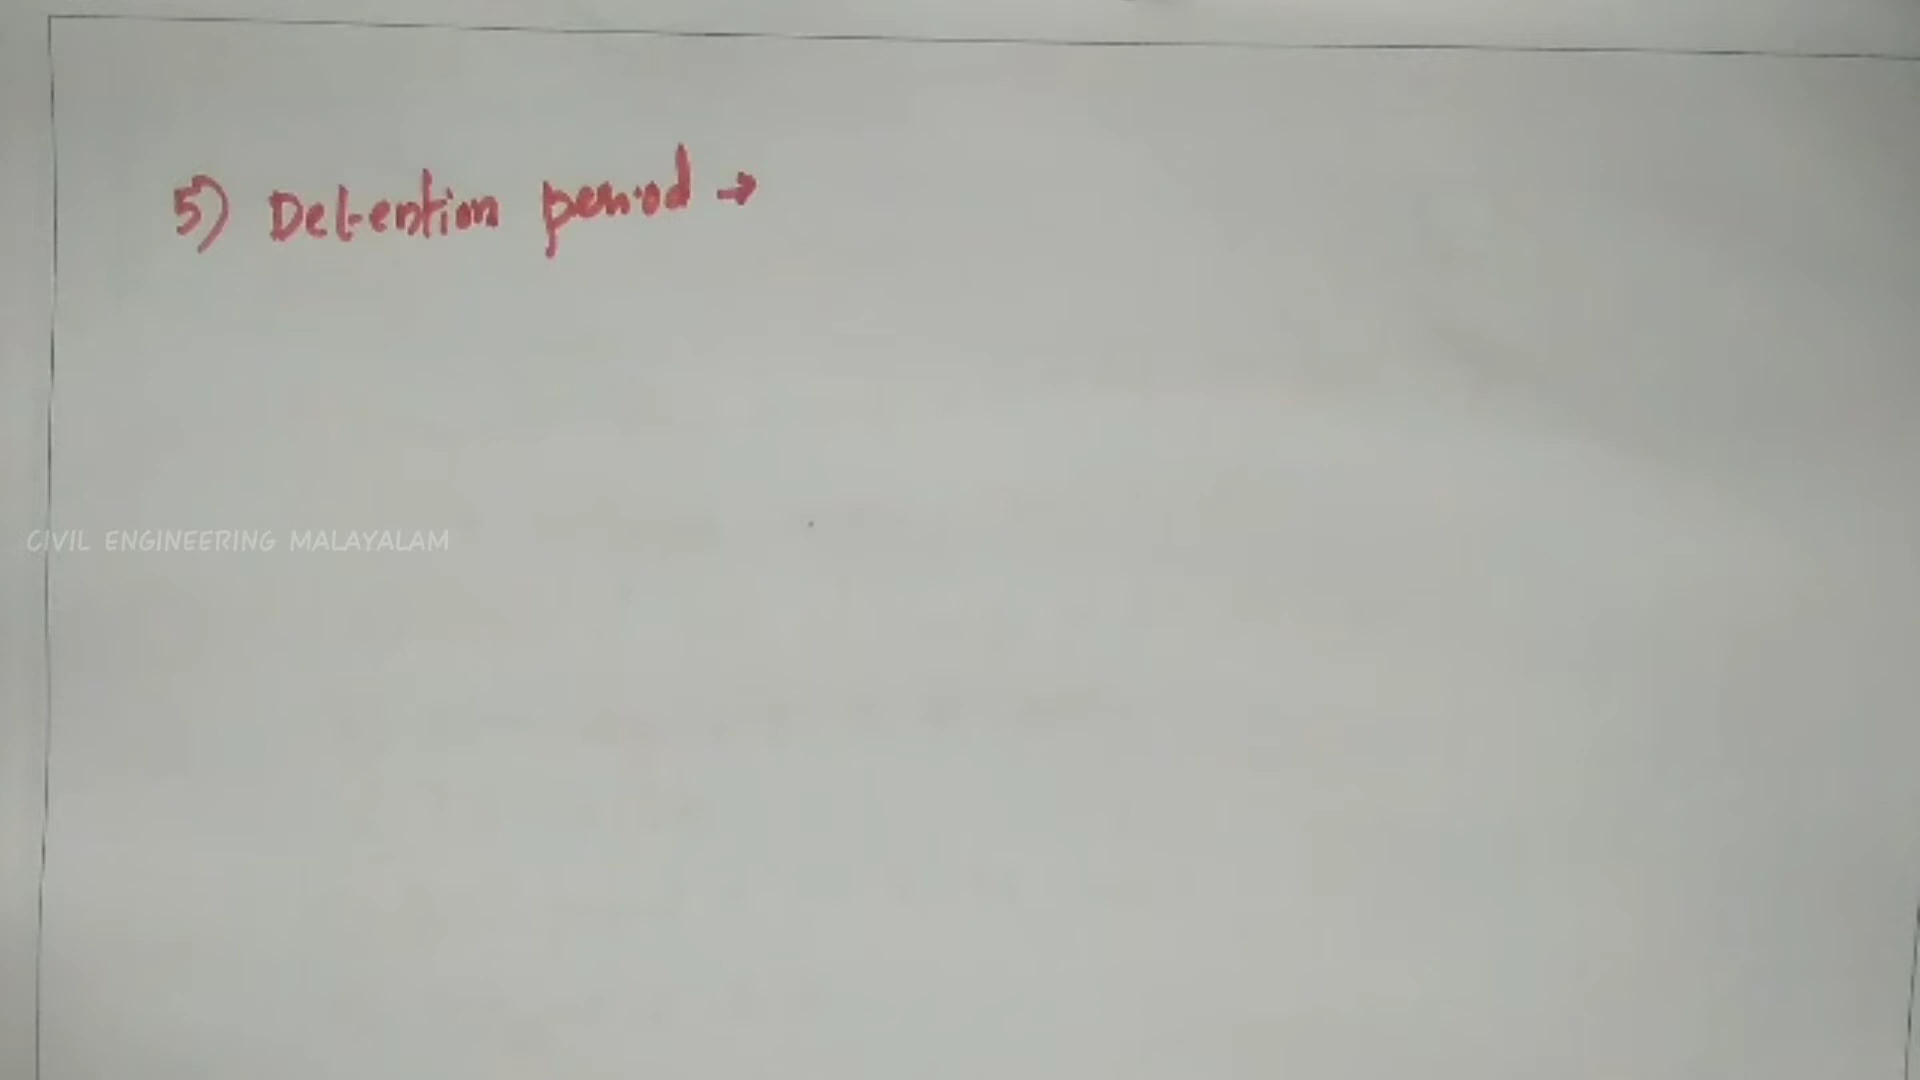 5) Detention period →
CIVIL ENGINEERING MALAYALAM